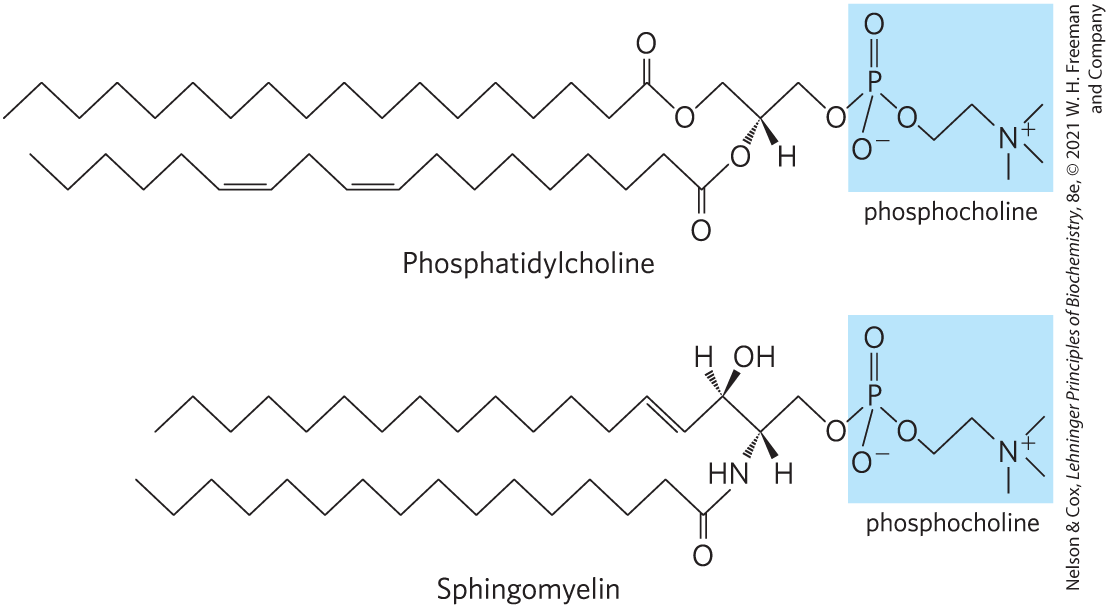 O
P
O
O
O
O
O⁻
N⁺
O
H
O
phosphocholine
Phosphatidylcholine
H
OH
O
P
O
O
O⁻
N⁺
HN
H
O
phosphocholine
Sphingomyelin
Nelson & Cox, Lehninger Principles of Biochemistry, 8e, © 2021 W. H. Freeman
and Company